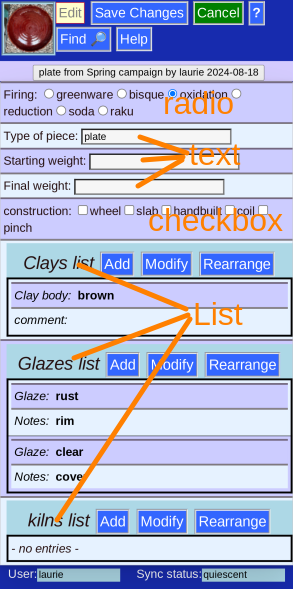 Edit Save Changes Cancel ?
Find 🔎 Help
plate from Spring campaign by laurie 2024-08-18
Firing: greenware bisque oxidation
reduction soda raku
radio
Type of piece: plate
Starting weight:
text
Final weight:
construction: wheel slab handbuilt coil
pinch
checkbox
Clays list Add Modify Rearrange
Clay body: brown
comment:
List
Glazes list Add Modify Rearrange
Glaze: rust
Notes: rim
Glaze: clear
Notes: cove
kilns list Add Modify Rearrange
- no entries -
User: laurie Sync status: quiescent